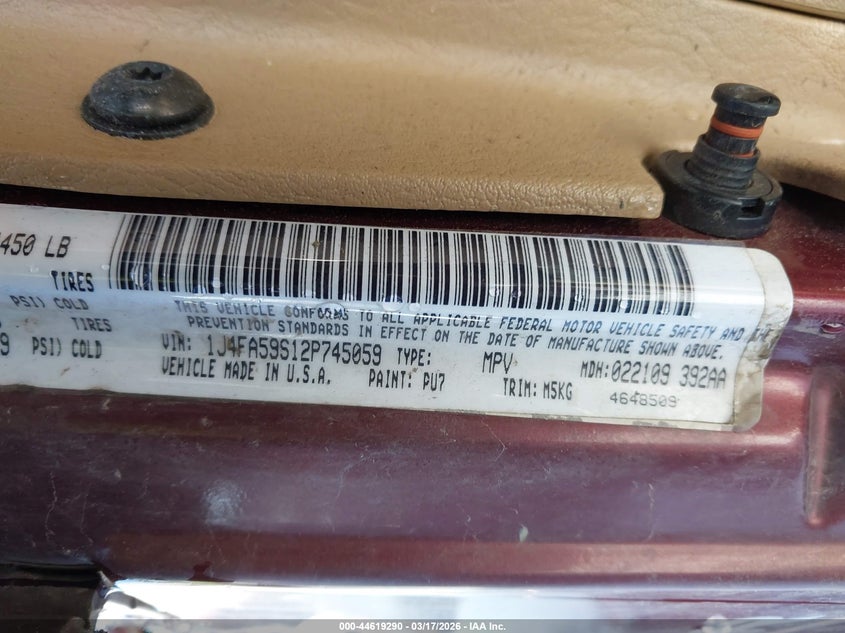 450 LB
TIRES
PSI) COLD
TIRES
PSI) COLD
THIS VEHICLE CONFORMS TO ALL APPLICABLE FEDERAL MOTOR VEHICLE SAFETY AND THE
PREVENTION STANDARDS IN EFFECT ON THE DATE OF MANUFACTURE SHOWN ABOVE.
VIN: 1J4FA59S12P745059 TYPE: MPV MDH:022109 392AA
VEHICLE MADE IN U.S.A. PAINT: PU7 TRIM: M5KG 4648509
000-44619290 — 03/17/2026 — IAA Inc.